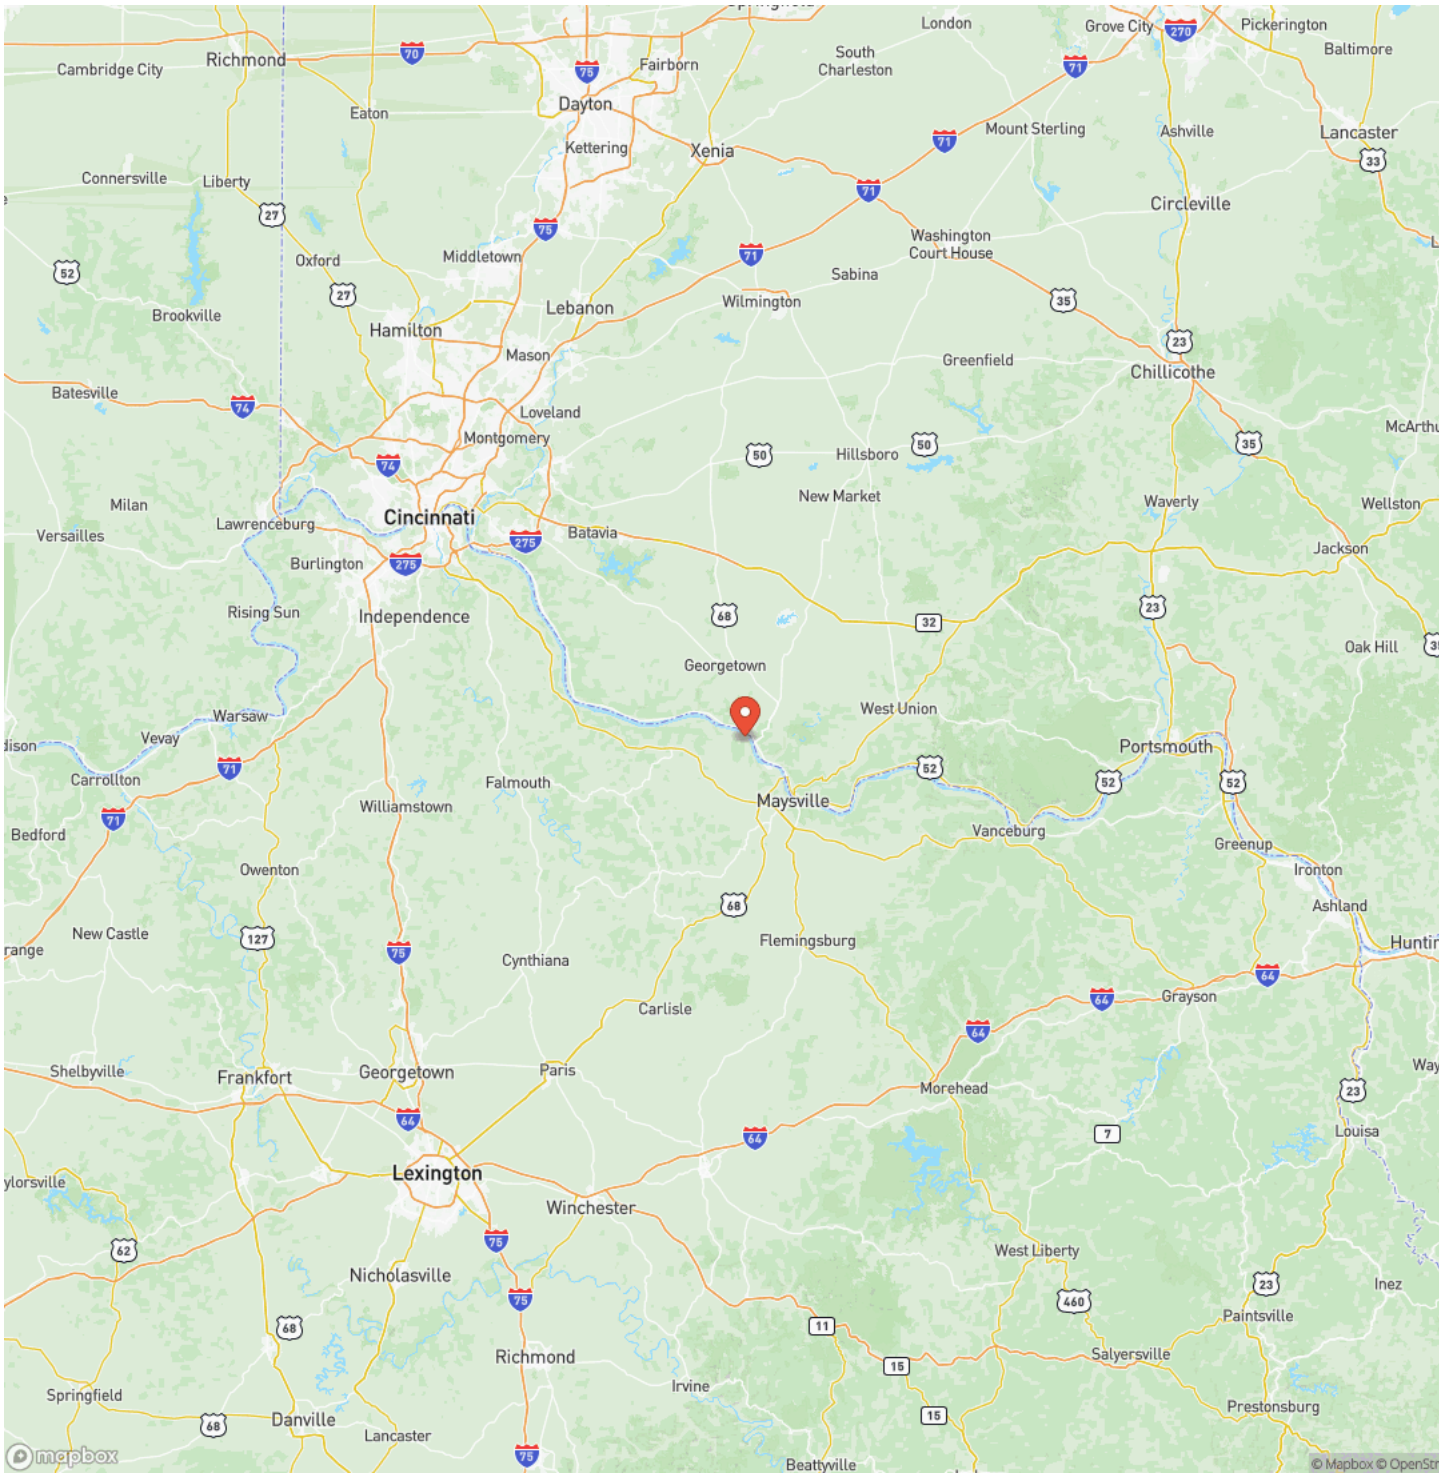 Springfield
London
Grove City
270
Pickerington
Baltimore
Richmond
70
Cambridge City
75
Fairborn
South
Charleston
71
Dayton
Eaton
Kettering
Xenia
71
Mount Sterling
Ashville
Lancaster
33
Connersville
Liberty
27
71
Circleville
75
Washington
Court House
52
Oxford
27
Middletown
71
Sabina
Brookville
Hamilton
Lebanon
Wilmington
35
Mason
Greenfield
23
Chillicothe
Batesville
74
Loveland
Montgomery
50
Hillsboro
50
35
McArthu
74
Milan
New Market
Waverly
Wellston
Lawrenceburg
Cincinnati
Versailles
275
Batavia
Jackson
Burlington
275
Rising Sun
Independence
68
32
23
Georgetown
Oak Hill
35
Warsaw
West Union
Vevay
dison
71
Portsmouth
Carrollton
Falmouth
52
52
52
71
Williamstown
Maysville
Bedford
Vanceburg
Greenup
Owenton
Ironton
68
Ashland
New Castle
127
range
75
Flemingsburg
Huntin
Cynthiana
64
64
Grayson
Carlisle
64
Shelbyville
Frankfort
Georgetown
Paris
Morehead
Way
23
64
64
7
Louisa
Lexington
ylorsville
Winchester
62
75
West Liberty
Nicholasville
75
460
23
Inez
68
11
Paintsville
Richmond
15
Salyersville
Springfield
Irvine
68
Danville
15
Prestonsburg
Lancaster
75
Beattyville
mapbox
© Mapbox © OpenStr